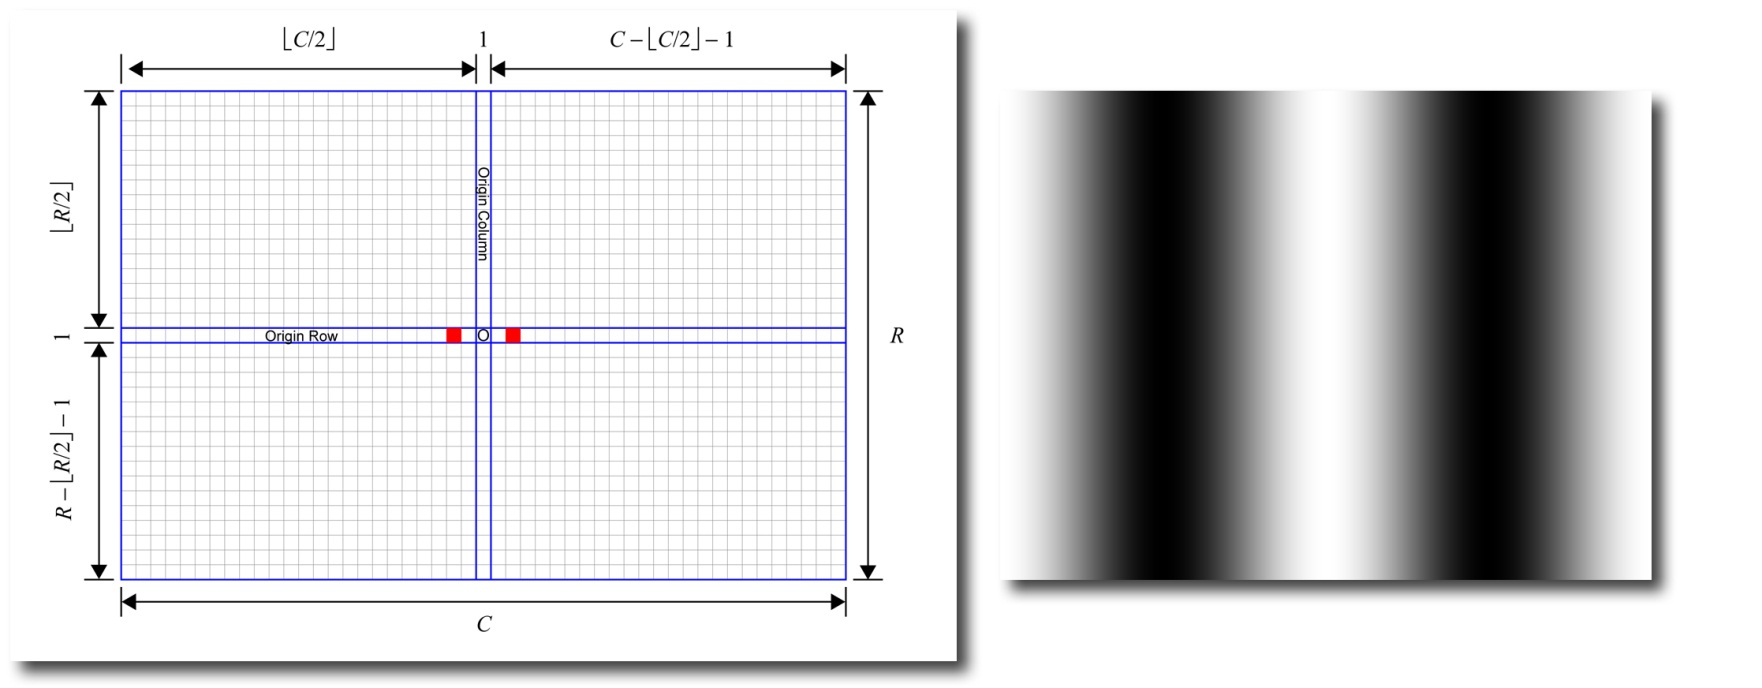 ⌊C/2⌋
1
C – ⌊C/2⌋ – 1
⌊R/2⌋
Origin Column
1
Origin Row
O
R
R – ⌊R/2⌋ – 1
C